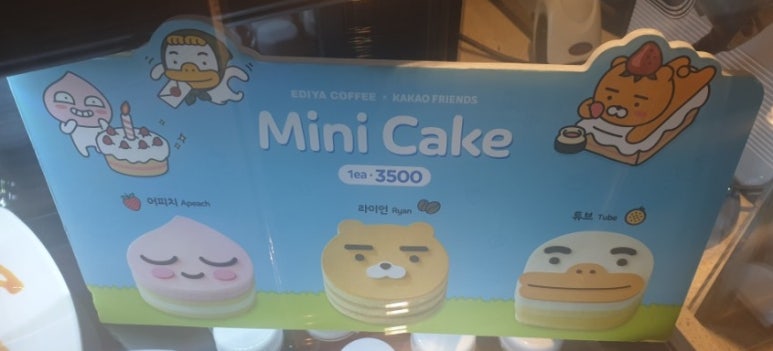 EDIYA COFFEE × KAKAO FRIENDS
Mini Cake
1ea · 3500
어피치 Apeach
라이언 Ryan
튜브 Tube